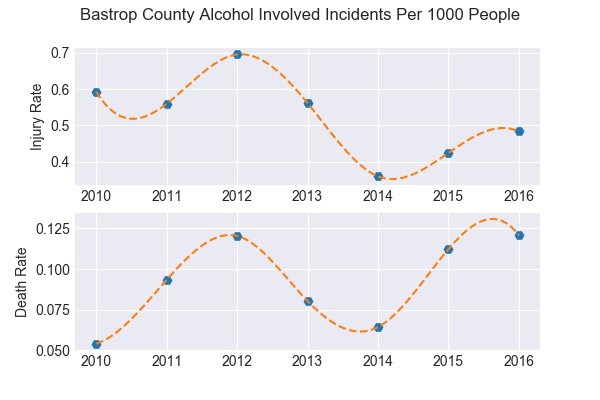 Bastrop County Alcohol Involved Incidents Per 1000 People
Injury Rate
0.7
0.6
0.5
0.4
2010 2011 2012 2013 2014 2015 2016
Death Rate
0.125
0.100
0.075
0.050
2010 2011 2012 2013 2014 2015 2016